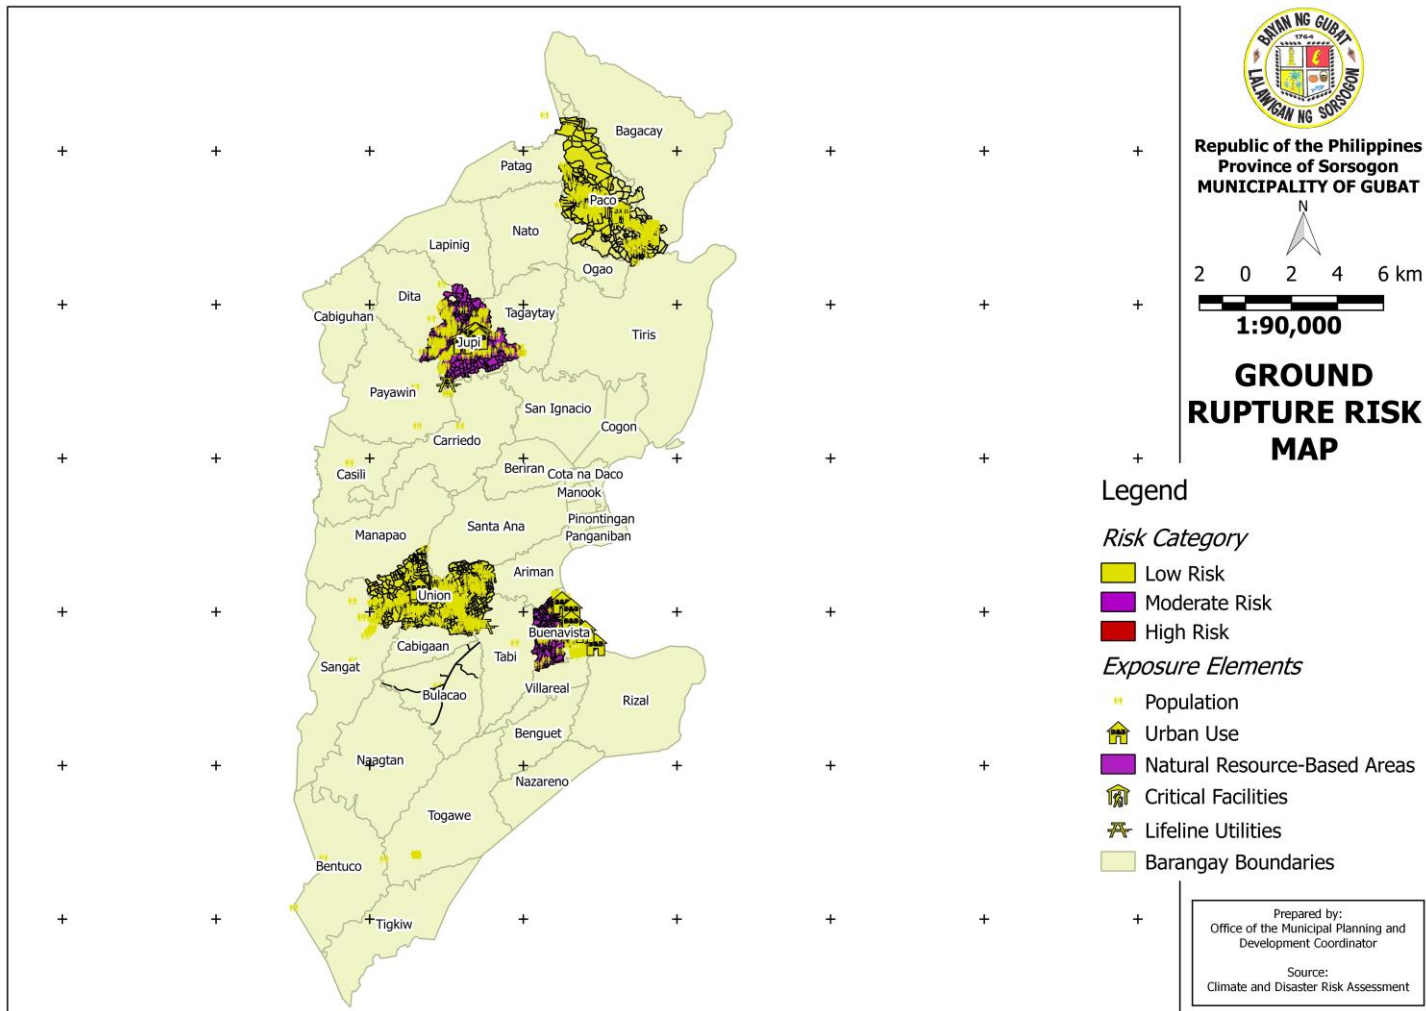 BAYAN NG GUBAT
1764
LALAWIGAN NG SORSOGON
Republic of the Philippines
Province of Sorsogon
MUNICIPALITY OF GUBAT
N
2 0 2 4 6 km
1:90,000
GROUND
RUPTURE RISK
MAP
Legend
Risk Category
Low Risk
Moderate Risk
High Risk
Exposure Elements
Population
Urban Use
Natural Resource-Based Areas
Critical Facilities
Lifeline Utilities
Barangay Boundaries
Prepared by:
Office of the Municipal Planning and
Development Coordinator
Source:
Climate and Disaster Risk Assessment
Bagacay
Patag
Paco
Nato
Lapinig
Ogao
Dita
Cabiguhan
Tagaytay
Tiris
Jupi
Payawin
San Ignacio
Cogon
Carriedo
Casili
Beriran
Cota na Daco
Manook
Pinontingan
Santa Ana
Panganiban
Manapao
Ariman
Union
Buenavista
Cabigaan
Tabi
Sangat
Villareal
Bulacao
Rizal
Benguet
Naagtan
Nazareno
Togawe
Bentuco
Tigkiw